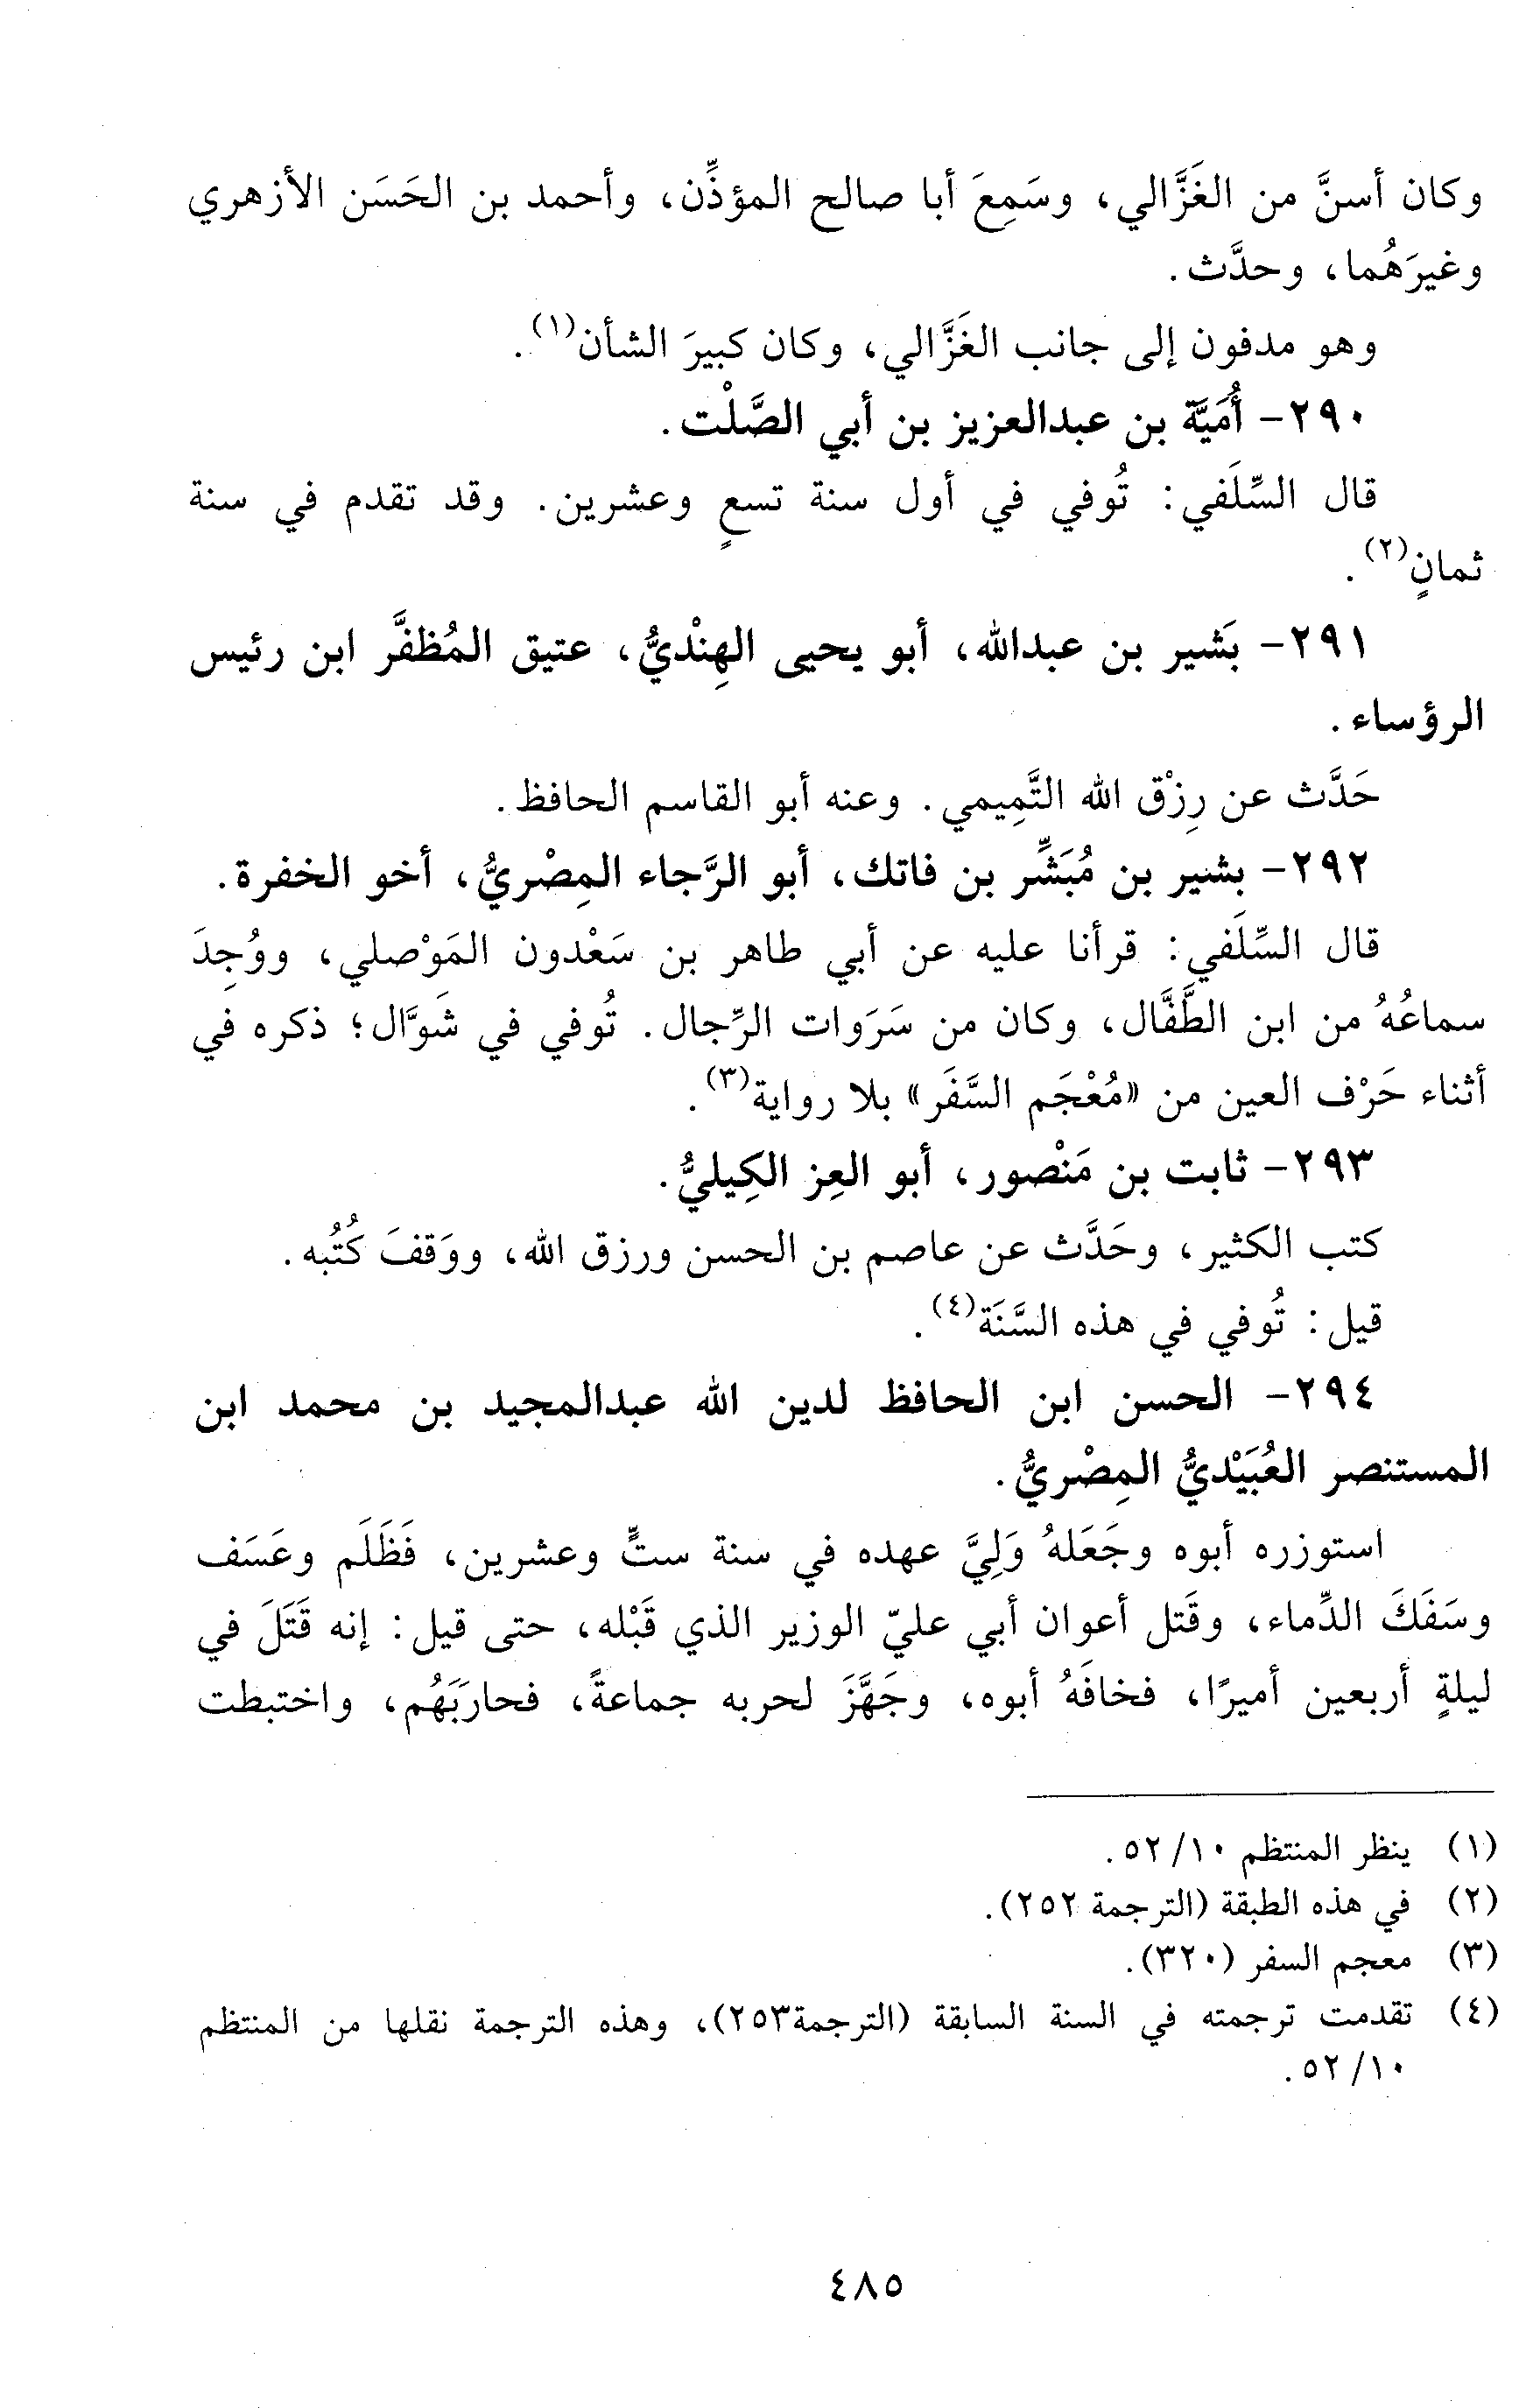 وكان أسنَّ من الغَزَّالي، وسَمِعَ أبا صالح المؤذِّن، وأحمد بن الحَسَن الأزهري
وغيرَهُما، وحدَّث.
وهو مدفون إلى جانب الغَزَّالي، وكان كبيرَ الشأن(١).
٢٩٠- أُمَيَّة بن عبدالعزيز بن أبي الصَّلْت.
قال السِّلَفي: تُوفي في أول سنة تسعٍ وعشرين. وقد تقدم في سنة
ثمانٍ(٢).
٢٩١- بَشير بن عبدالله، أبو يحيى الهِنْديُّ، عتيق المُظفَّر ابن رئيس
الرؤساء.
حَدَّث عن رِزْق الله التَّمِيمي. وعنه أبو القاسم الحافظ.
٢٩٢- بشير بن مُبَشِّر بن فاتك، أبو الرَّجاء المِصْريُّ، أخو الخفرة.
قال السِّلَفي: قرأنا عليه عن أبي طاهر بن سَعْدون المَوْصلي، ووُجِدَ
سماعُهُ من ابن الطَّفَّال، وكان من سَرَوات الرِّجال. تُوفي في شَوَّال؛ ذكره في
أثناء حَرْف العين من «مُعْجَم السَّفَر» بلا رواية(٣).
٢٩٣- ثابت بن مَنْصور، أبو العِز الكِيليُّ.
كتب الكثير، وحَدَّث عن عاصم بن الحسن ورزق الله، ووَقفَ كُتُبه.
قيل: تُوفي في هذه السَّنَة(٤).
٢٩٤- الحسن ابن الحافظ لدين الله عبدالمجيد بن محمد ابن
المستنصر العُبَيْديُّ المِصْريُّ.
استوزره أبوه وجَعَلهُ وَلِيَّ عهده في سنة ستٍّ وعشرين، فَظَلَم وعَسَف
وسَفَكَ الدِّماء، وقَتل أعوان أبي عليّ الوزير الذي قَبْله، حتى قيل: إنه قَتَلَ في
ليلةٍ أربعين أميرًا، فخافَهُ أبوه، وجَهَّزَ لحربه جماعةً، فحارَبَهُم، واختبطت
(١) ينظر المنتظم ١٠/ ٥٢.
(٢) في هذه الطبقة (الترجمة ٢٥٢).
(٣) معجم السفر (٣٢٠).
(٤) تقدمت ترجمته في السنة السابقة (الترجمة٢٥٣)، وهذه الترجمة نقلها من المنتظم
١٠/ ٥٢.
٤٨٥